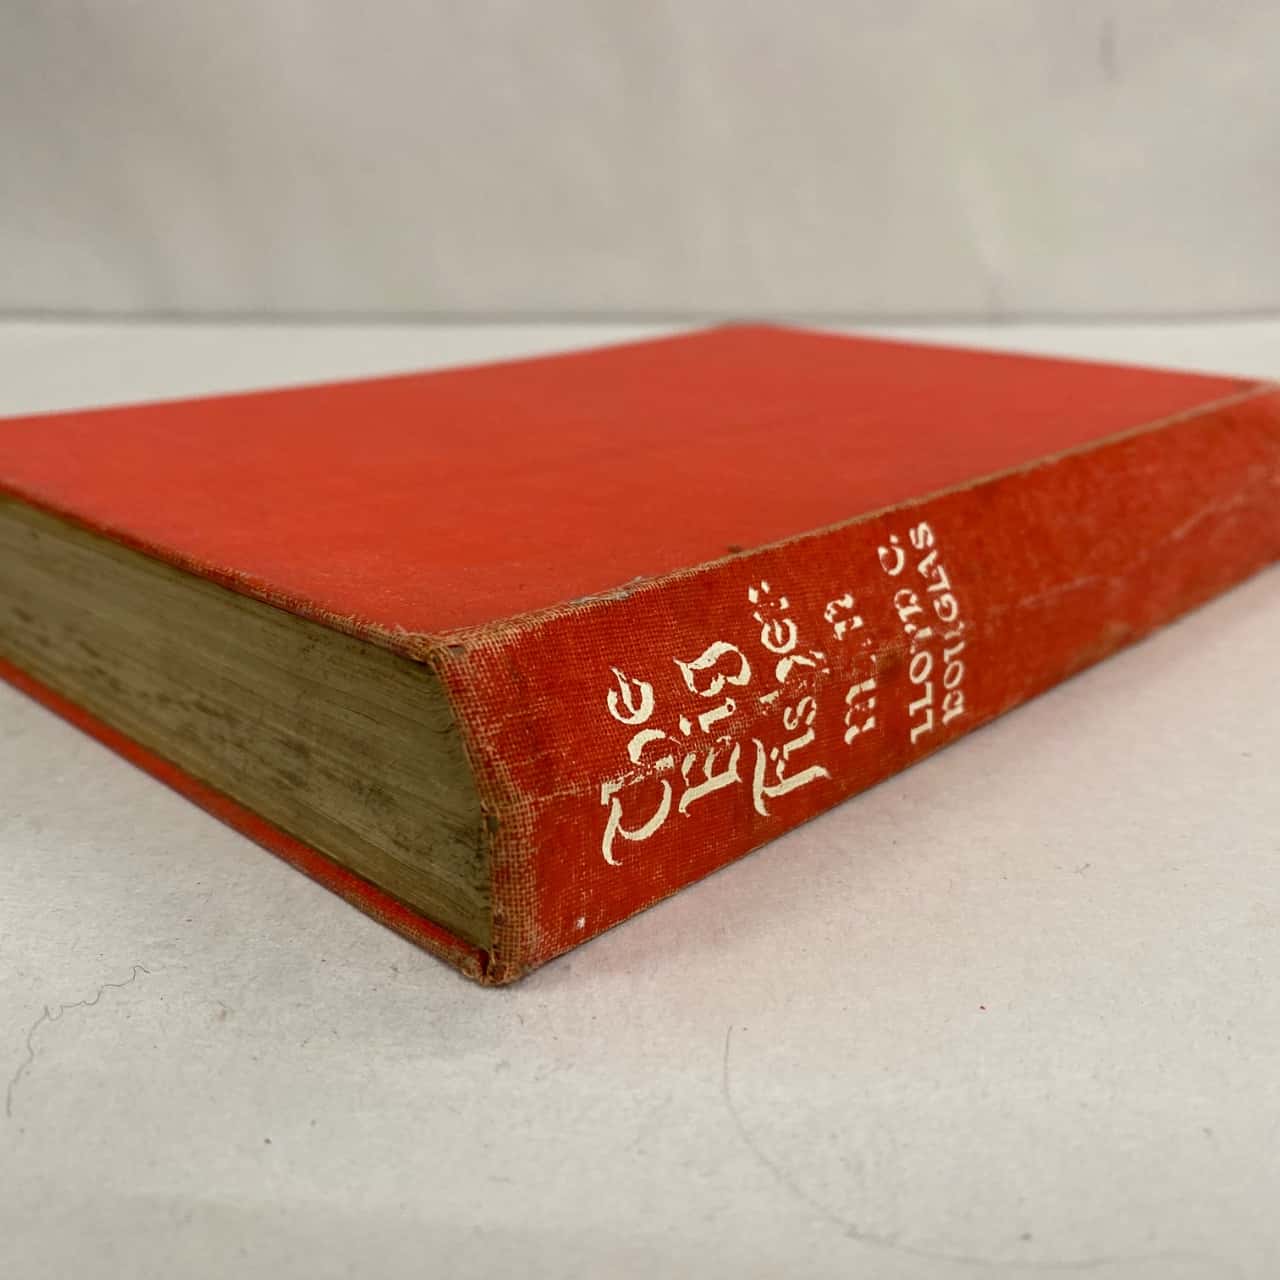 The
Big
Fisher:
man
LLOYD C.
DOUGLAS